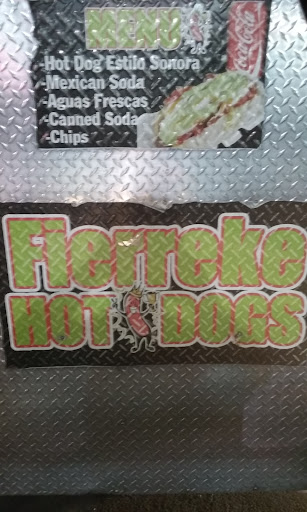 MENU
-Hot Dog Estilo Sonora
-Mexican Soda
-Aguas Frescas
-Canned Soda
-Chips
Coca-Cola
Fierreke
HOT DOGS